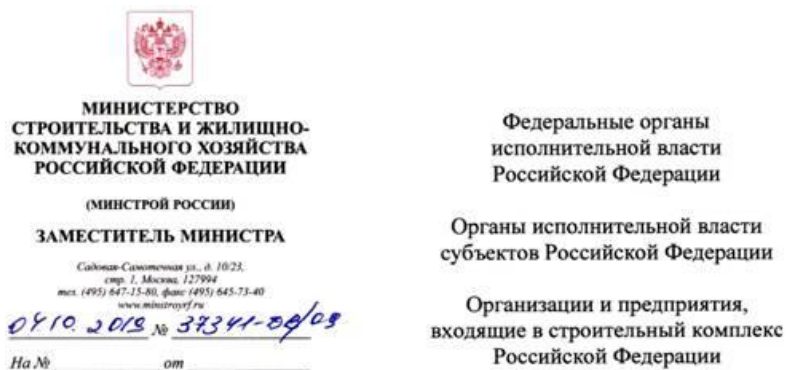 МИНИСТЕРСТВО
СТРОИТЕЛЬСТВА И ЖИЛИЩНО-
КОММУНАЛЬНОГО ХОЗЯЙСТВА
РОССИЙСКОЙ ФЕДЕРАЦИИ
(МИНСТРОЙ РОССИИ)
ЗАМЕСТИТЕЛЬ МИНИСТРА
Садовая-Самотечная ул., д. 10/23,
стр. 1, Москва, 127994
тел. (495) 647-15-80, факс (495) 645-73-40
www.minstroyrf.ru
04.10.2019 № 37341-ДВ/09
На № от
Федеральные органы
исполнительной власти
Российской Федерации
Органы исполнительной власти
субъектов Российской Федерации
Организации и предприятия,
входящие в строительный комплекс
Российской Федерации